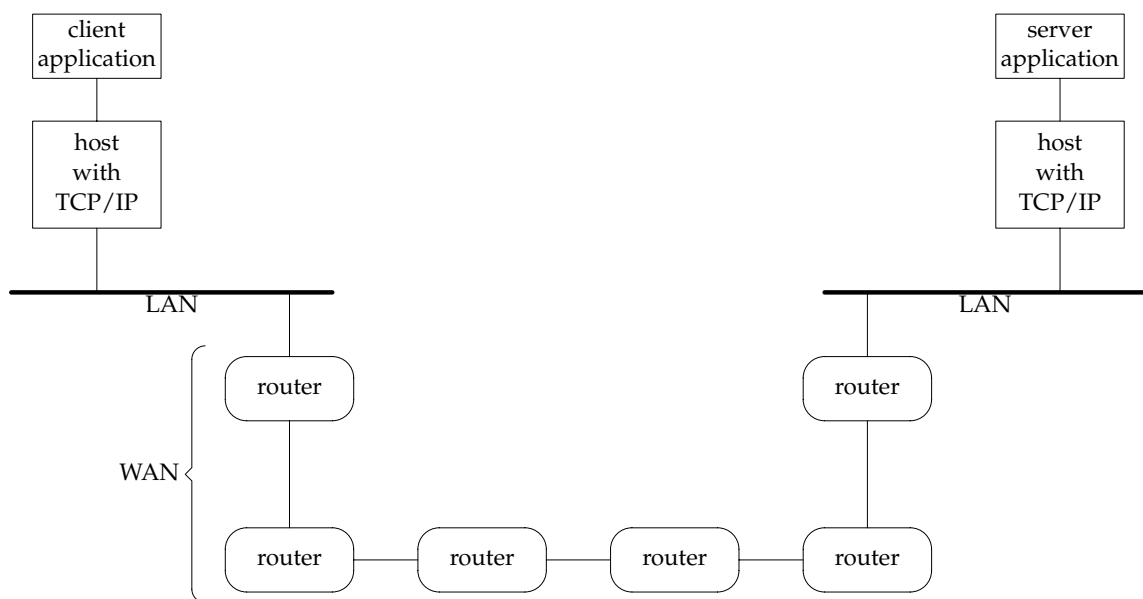 client
application
server
application
host
with
TCP/IP
host
with
TCP/IP
LAN
LAN
router
router
WAN
router
router
router
router